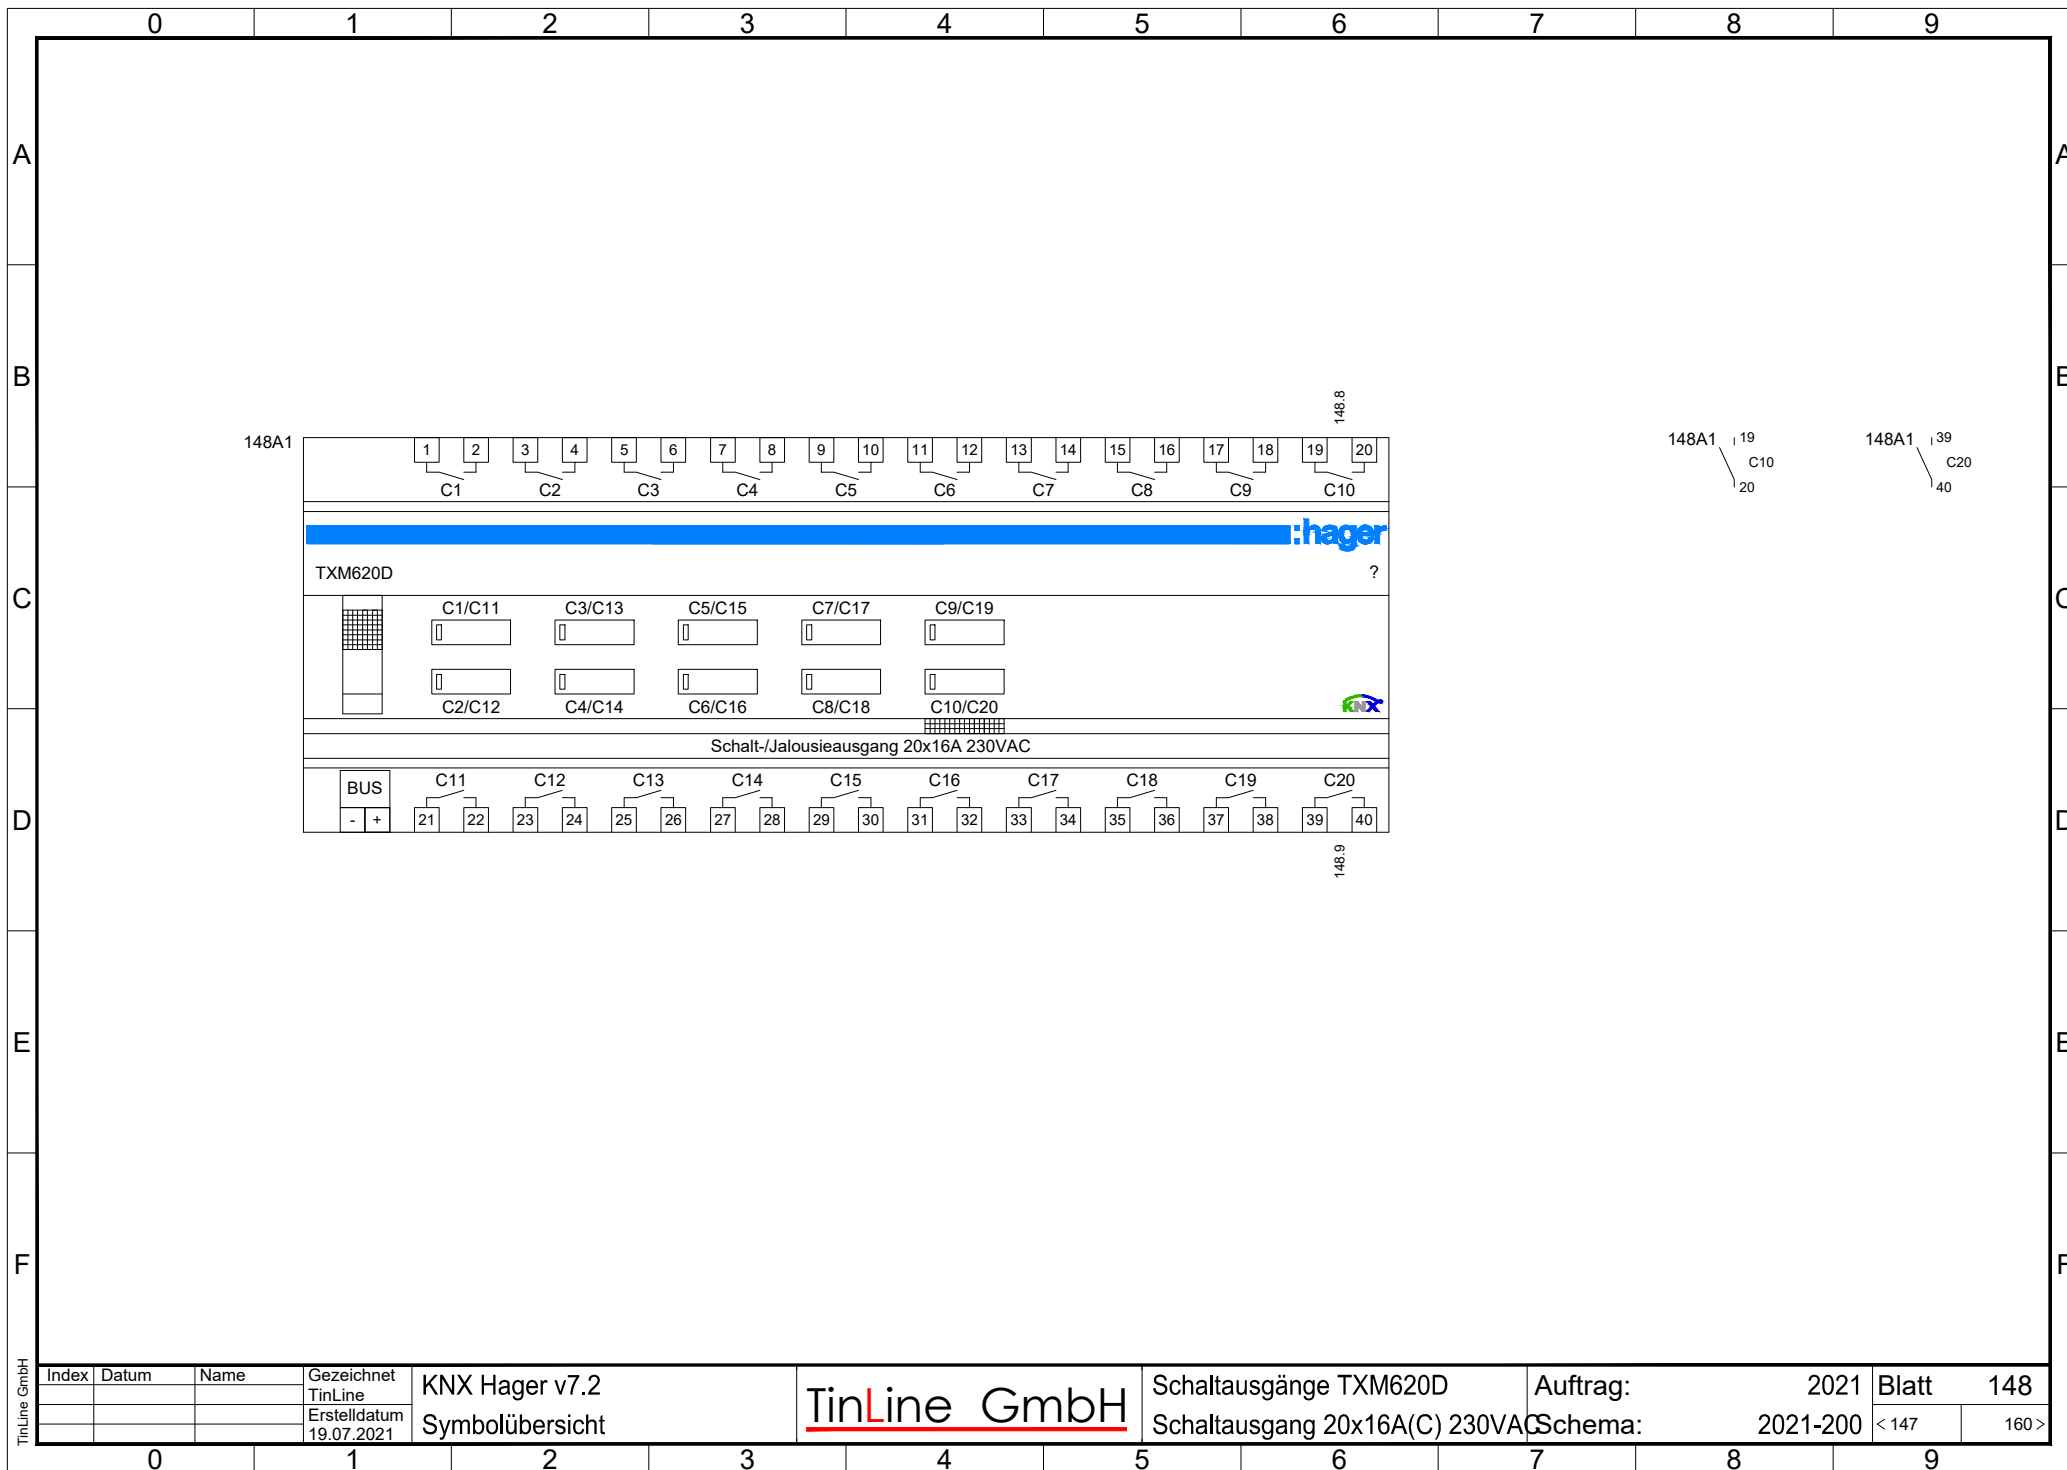 0 1 2 3 4 5 6 7 8 9
A A
B B
148.8
148A1 1 2 3 4 5 6 7 8 9 10 11 12 13 14 15 16 17 18 19 20
C1 C2 C3 C4 C5 C6 C7 C8 C9 C10
148A1 19
C10
20
148A1 39
C20
40
:hager
TXM620D ?
C C
C1/C11 C3/C13 C5/C15 C7/C17 C9/C19
C2/C12 C4/C14 C6/C16 C8/C18 C10/C20
KNX
Schalt-/Jalousieausgang 20x16A 230VAC
BUS C11 C12 C13 C14 C15 C16 C17 C18 C19 C20
- + 21 22 23 24 25 26 27 28 29 30 31 32 33 34 35 36 37 38 39 40
D D
148.9
E E
F F
TinLine GmbH
Index Datum Name
Gezeichnet
TinLine
Erstelldatum
19.07.2021
KNX Hager v7.2
Symbolübersicht
TinLine GmbH
Schaltausgänge TXM620D
Schaltausgang 20x16A(C) 230VAC
Auftrag: 2021
Schema: 2021-200
Blatt 148
< 147 160 >
0 1 2 3 4 5 6 7 8 9